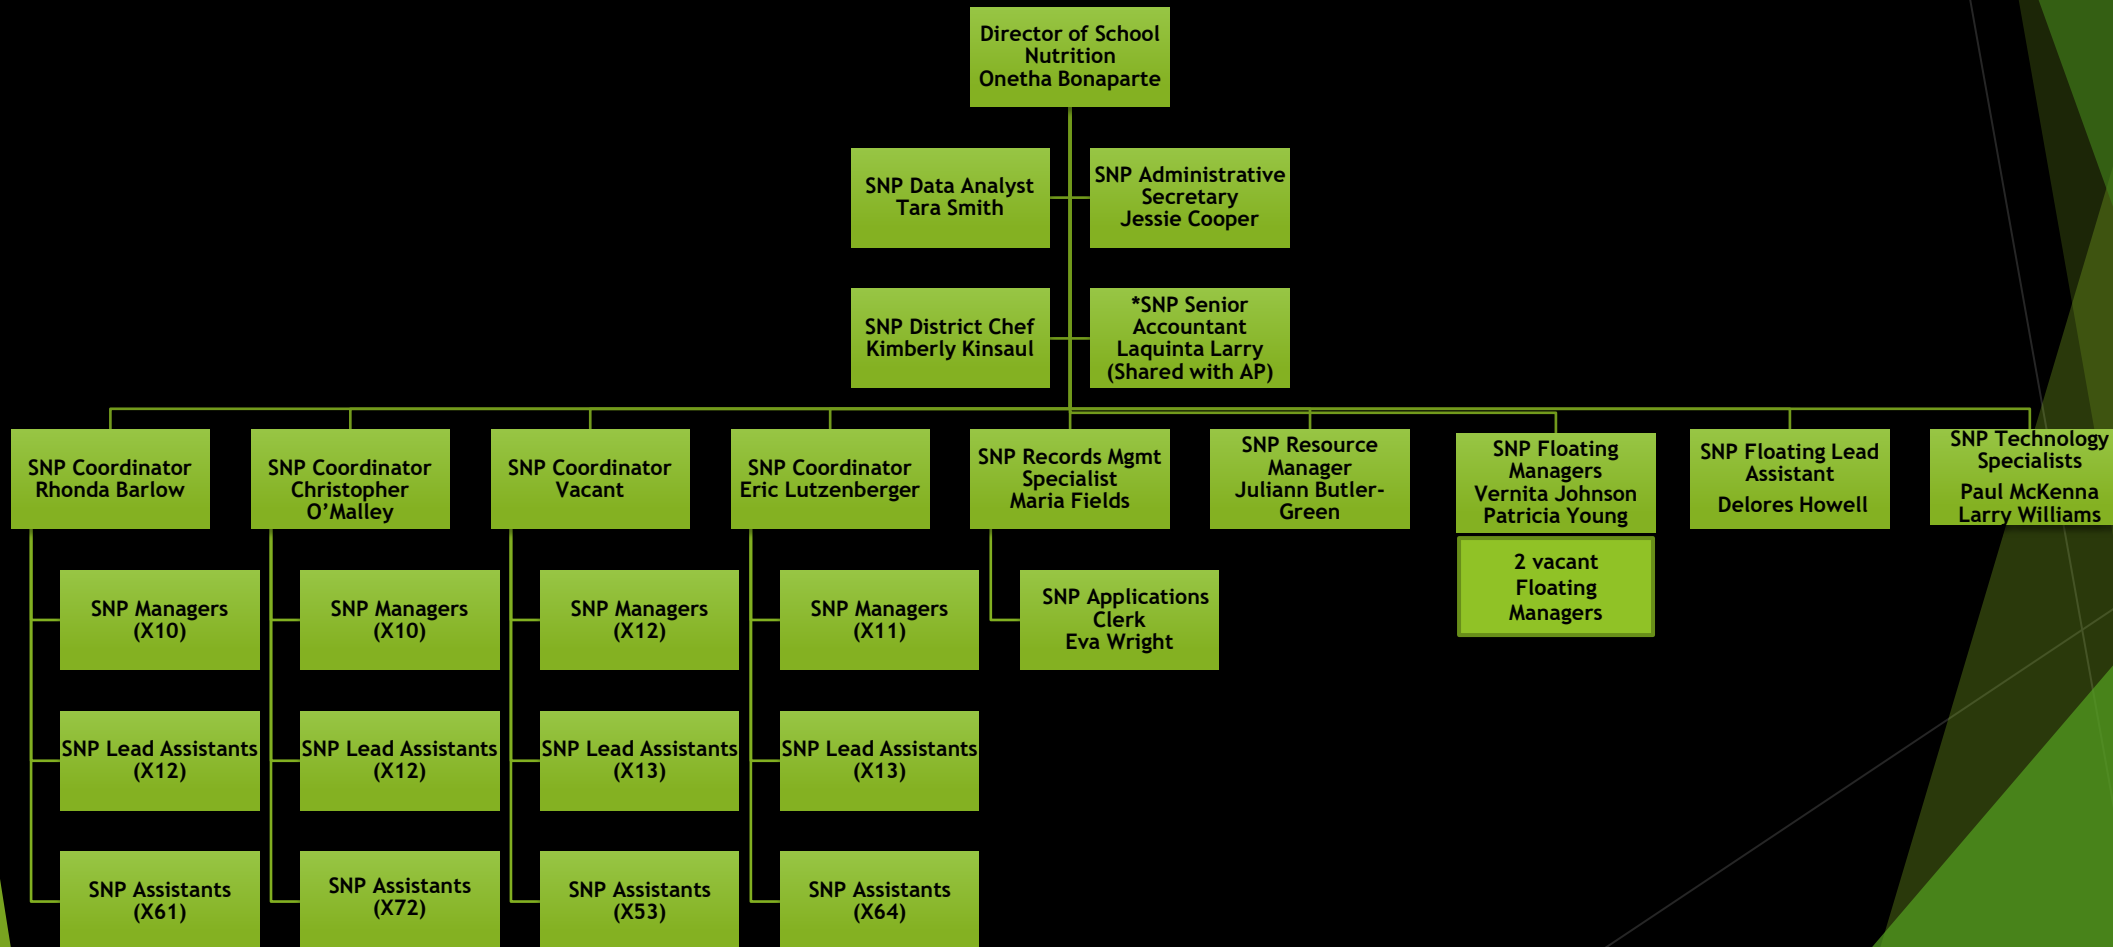 Director of School
Nutrition
Onetha Bonaparte
SNP Data Analyst
Tara Smith
SNP Administrative
Secretary
Jessie Cooper
SNP District Chef
Kimberly Kinsaul
*SNP Senior
Accountant
Laquinta Larry
(Shared with AP)
SNP Coordinator
Rhonda Barlow
SNP Coordinator
Christopher
O’Malley
SNP Coordinator
Vacant
SNP Coordinator
Eric Lutzenberger
SNP Records Mgmt
Specialist
Maria Fields
SNP Resource
Manager
Juliann Butler-
Green
SNP Floating
Managers
Vernita Johnson
Patricia Young
SNP Floating Lead
Assistant
Delores Howell
SNP Technology
Specialists
Paul McKenna
Larry Williams
2 vacant
Floating
Managers
SNP Managers
(X10)
SNP Managers
(X10)
SNP Managers
(X12)
SNP Managers
(X11)
SNP Applications
Clerk
Eva Wright
SNP Lead Assistants
(X12)
SNP Lead Assistants
(X12)
SNP Lead Assistants
(X13)
SNP Lead Assistants
(X13)
SNP Assistants
(X61)
SNP Assistants
(X72)
SNP Assistants
(X53)
SNP Assistants
(X64)